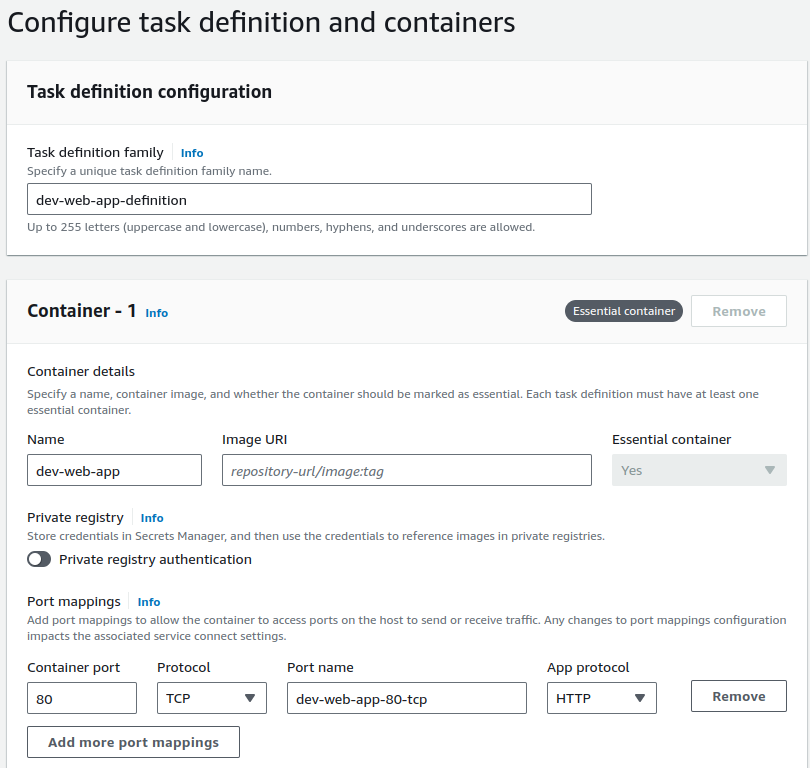 Configure task definition and containers
Task definition configuration
Task definition family Info
Specify a unique task definition family name.
dev-web-app-definition
Up to 255 letters (uppercase and lowercase), numbers, hyphens, and underscores are allowed.
Container - 1 Info Essential container Remove
Container details
Specify a name, container image, and whether the container should be marked as essential. Each task definition must have at least one
essential container.
Name Image URI Essential container
dev-web-app repository-url/image:tag Yes
Private registry Info
Store credentials in Secrets Manager, and then use the credentials to reference images in private registries.
Private registry authentication
Port mappings Info
Add port mappings to allow the container to access ports on the host to send or receive traffic. Any changes to port mappings configuration
impacts the associated service connect settings.
Container port Protocol Port name App protocol
80 TCP dev-web-app-80-tcp HTTP Remove
Add more port mappings